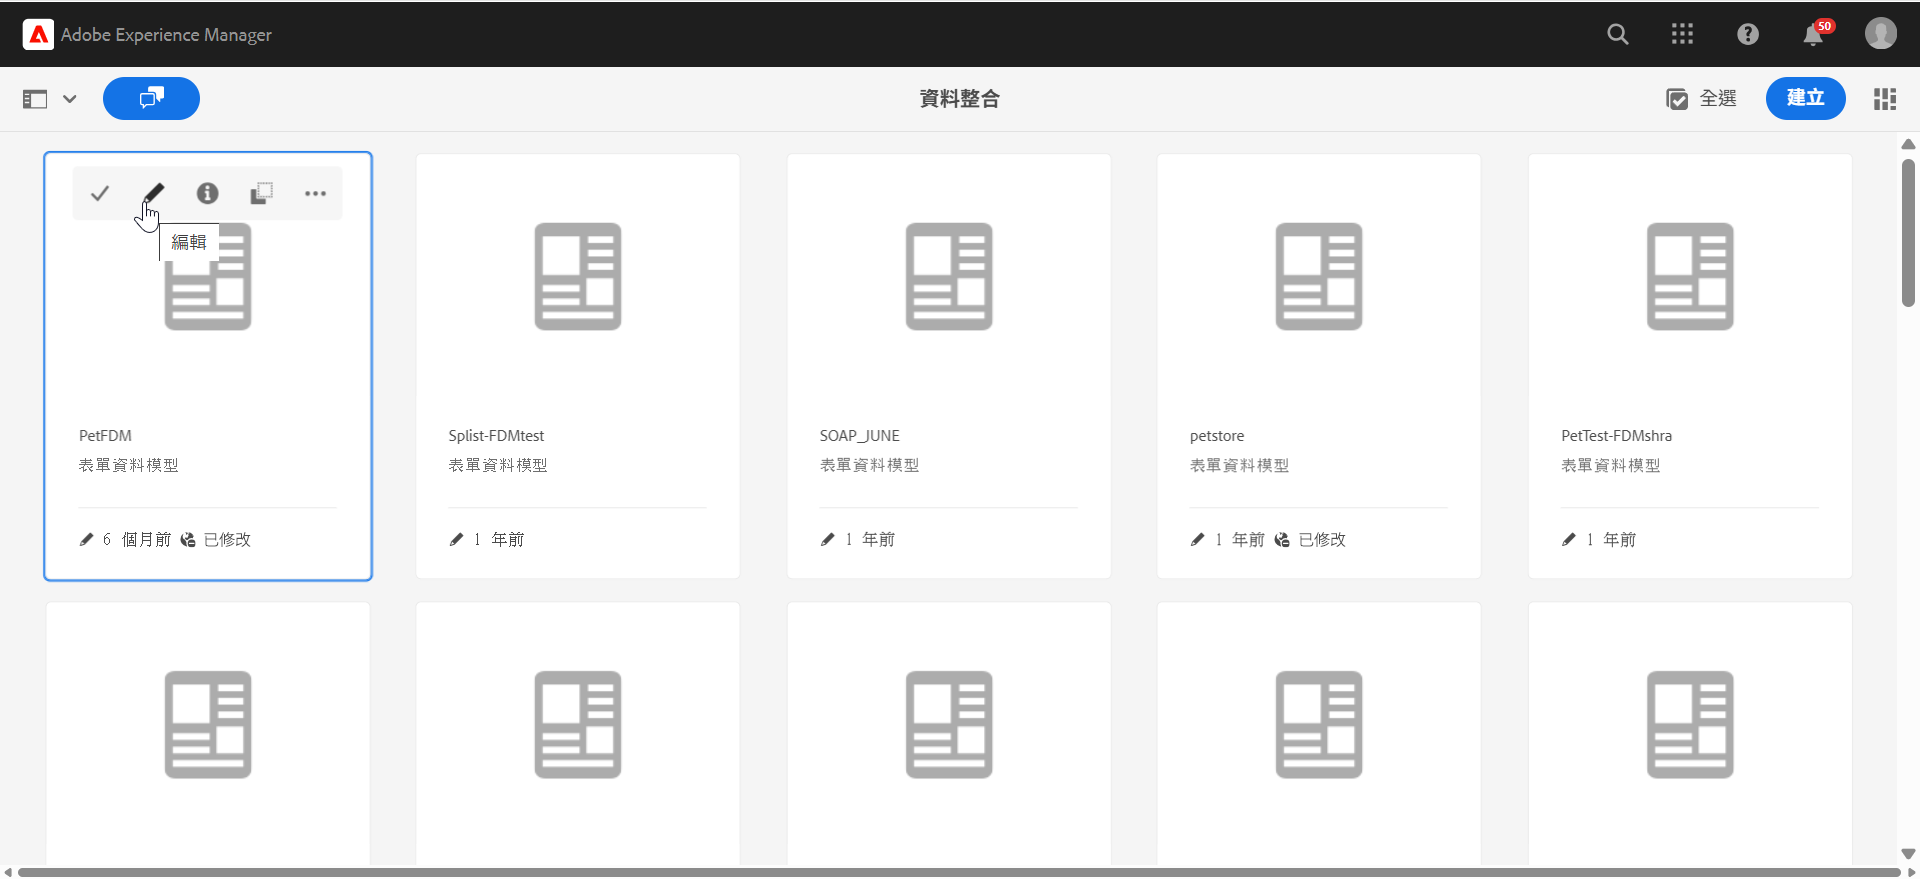 Adobe Experience Manager
50
資料整合
全選
建立
編輯
PetFDM
表單資料模型
6 個月前 已修改
Splist-FDMtest
表單資料模型
1 年前
SOAP_JUNE
表單資料模型
1 年前
petstore
表單資料模型
1 年前 已修改
PetTest-FDMshra
表單資料模型
1 年前